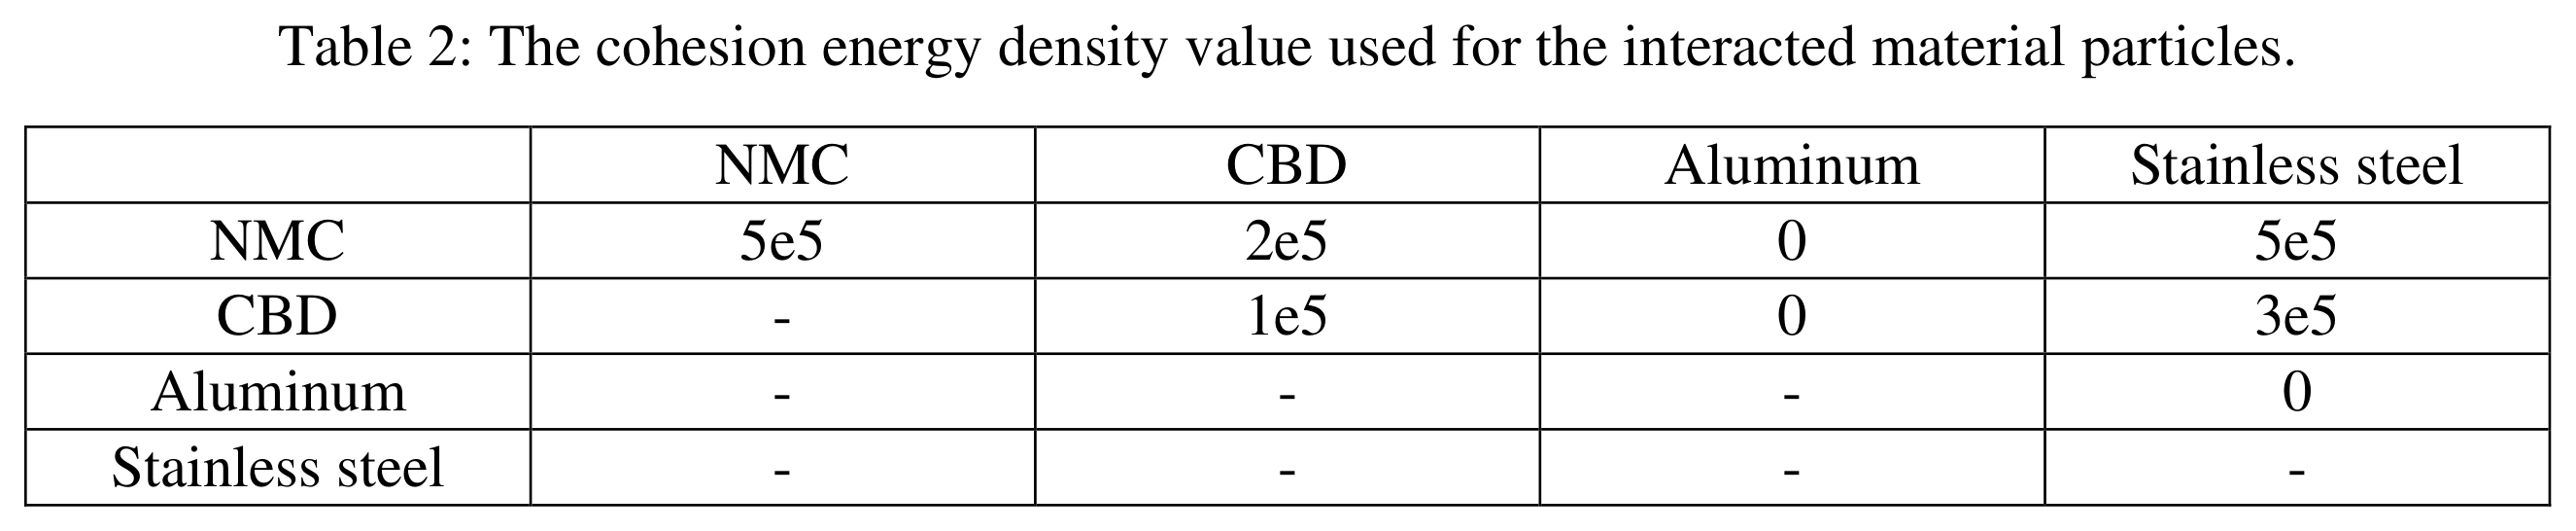 Table 2: The cohesion energy density value used for the interacted material particles.
NMC CBD Aluminum Stainless steel
NMC 5e5 2e5 0 5e5
CBD - 1e5 0 3e5
Aluminum - - - 0
Stainless steel - - - -